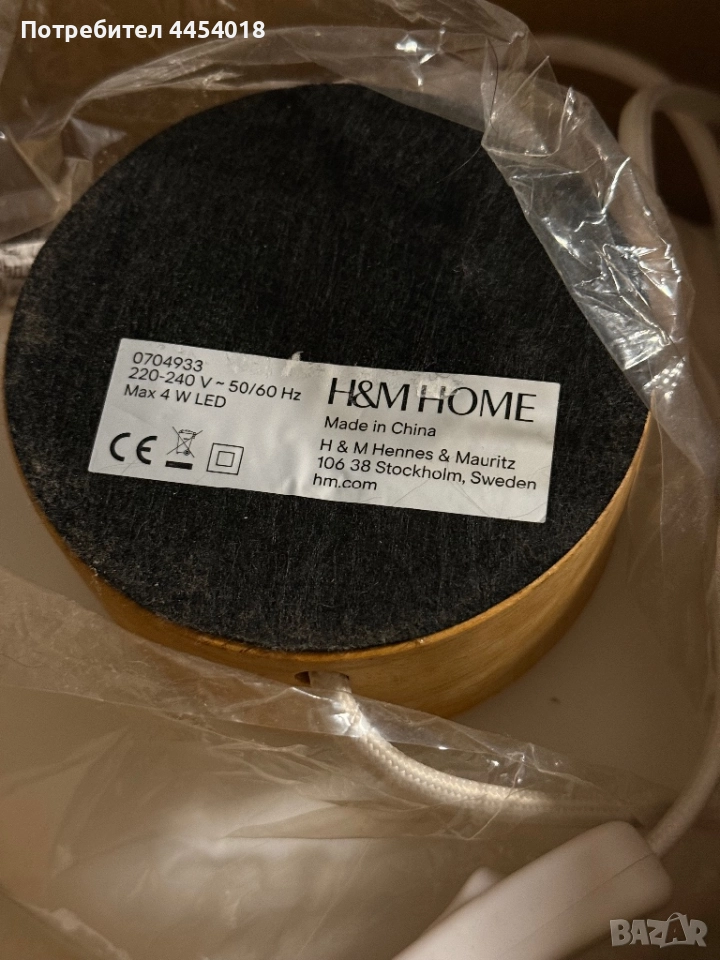 Потребител 4454018
0704933
220-240 V ~ 50/60 Hz
Max 4 W LED
CE
H&M HOME
Made in China
H & M Hennes & Mauritz
106 38 Stockholm, Sweden
hm.com
BAZAR